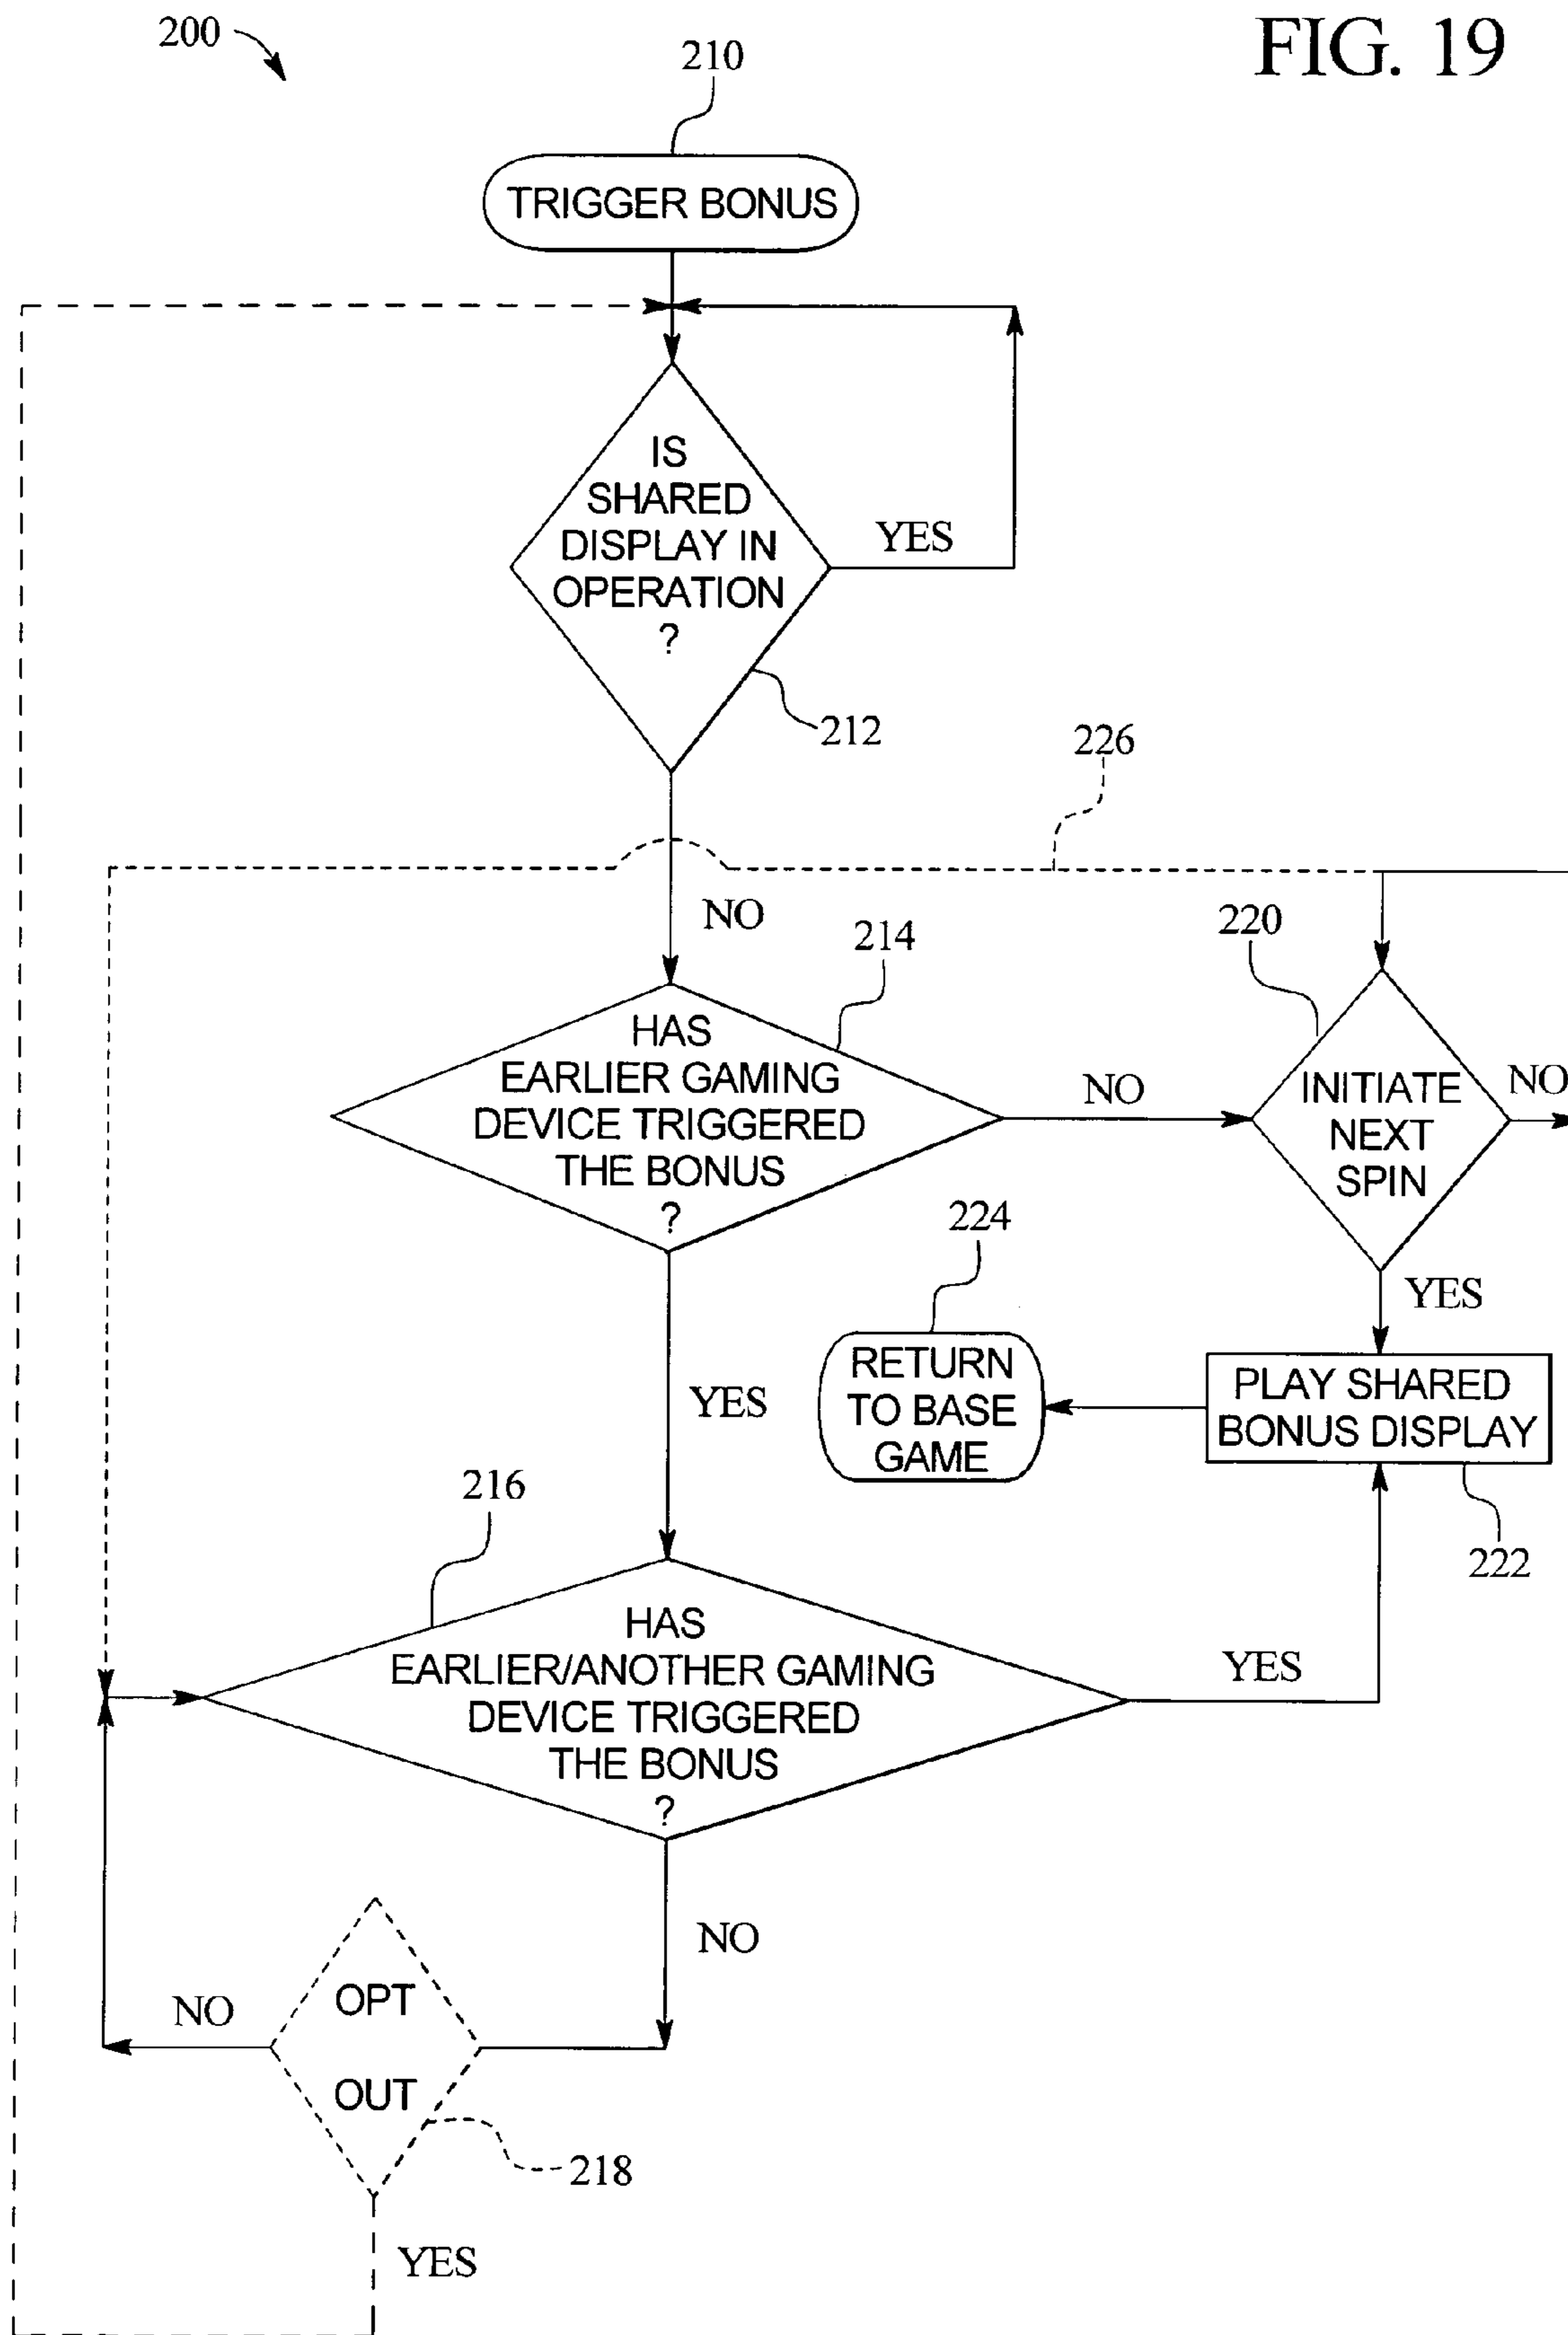 200
210
FIG. 19
TRIGGER BONUS
IS
SHARED
DISPLAY IN
OPERATION
?
YES
212
226
NO
214
220
HAS
EARLIER GAMING
DEVICE TRIGGERED
THE BONUS
?
NO
INITIATE
NEXT
SPIN
NO
224
YES
RETURN
TO BASE
GAME
PLAY SHARED
BONUS DISPLAY
YES
222
216
HAS
EARLIER/ANOTHER GAMING
DEVICE TRIGGERED
THE BONUS
?
YES
NO
OPT
OUT
NO
218
YES